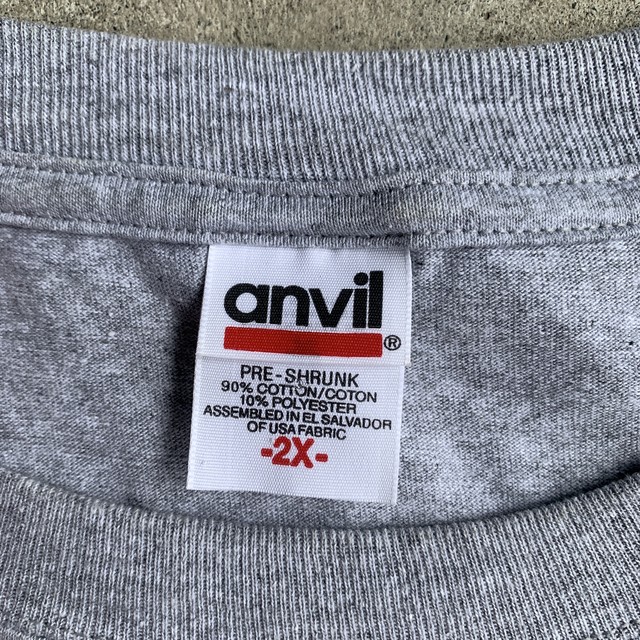 anvil
®
PRE-SHRUNK
90% COTTON/COTON
10% POLYESTER
ASSEMBLED IN EL SALVADOR
OF USA FABRIC
-2X-